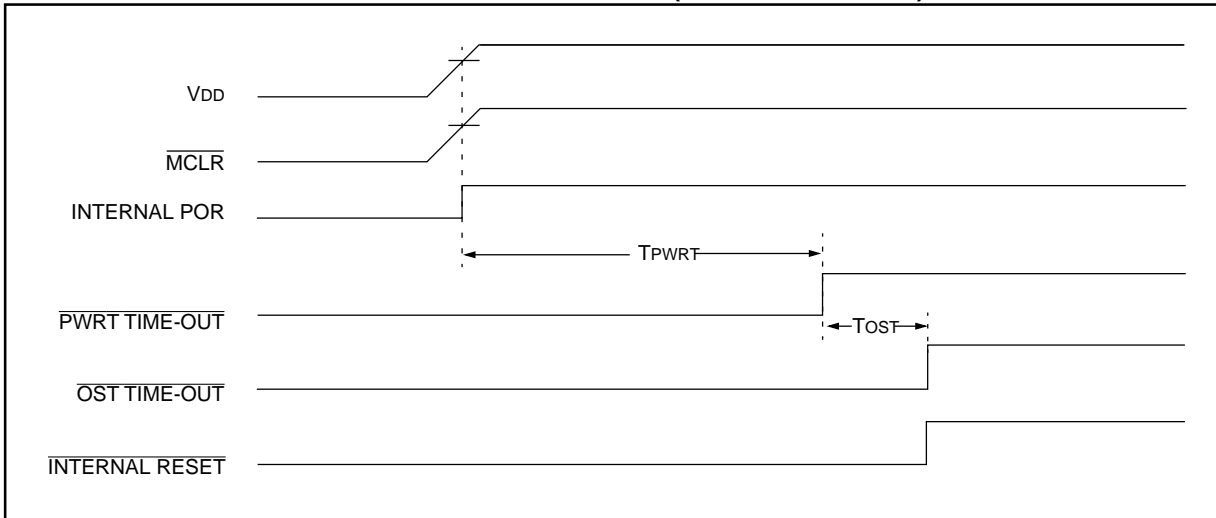 VDD
MCLR
INTERNAL POR
TPWRT
PWRT TIME-OUT
TOST
OST TIME-OUT
INTERNAL RESET